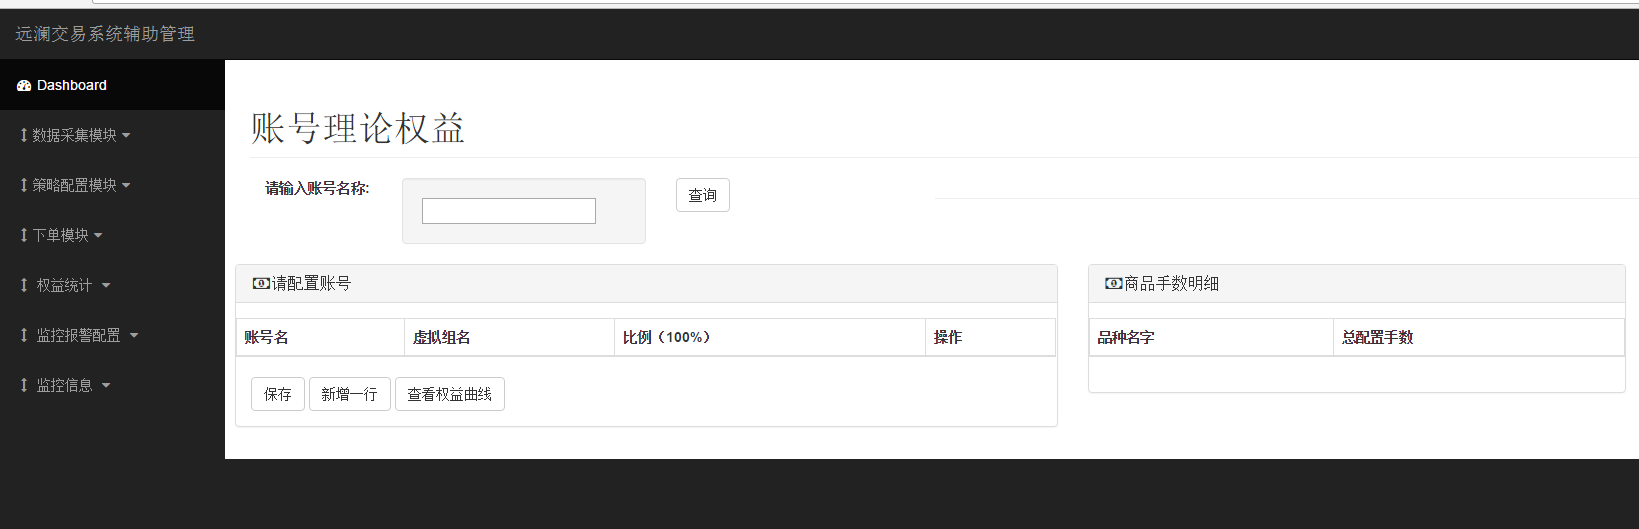 远澜交易系统辅助管理
Dashboard
数据采集模块
策略配置模块
下单模块
权益统计
监控报警配置
监控信息
账号理论权益
请输入账号名称:
查询
请配置账号
账号名 虚拟组名 比例（100%） 操作
保存 新增一行 查看权益曲线
商品手数明细
品种名字 总配置手数